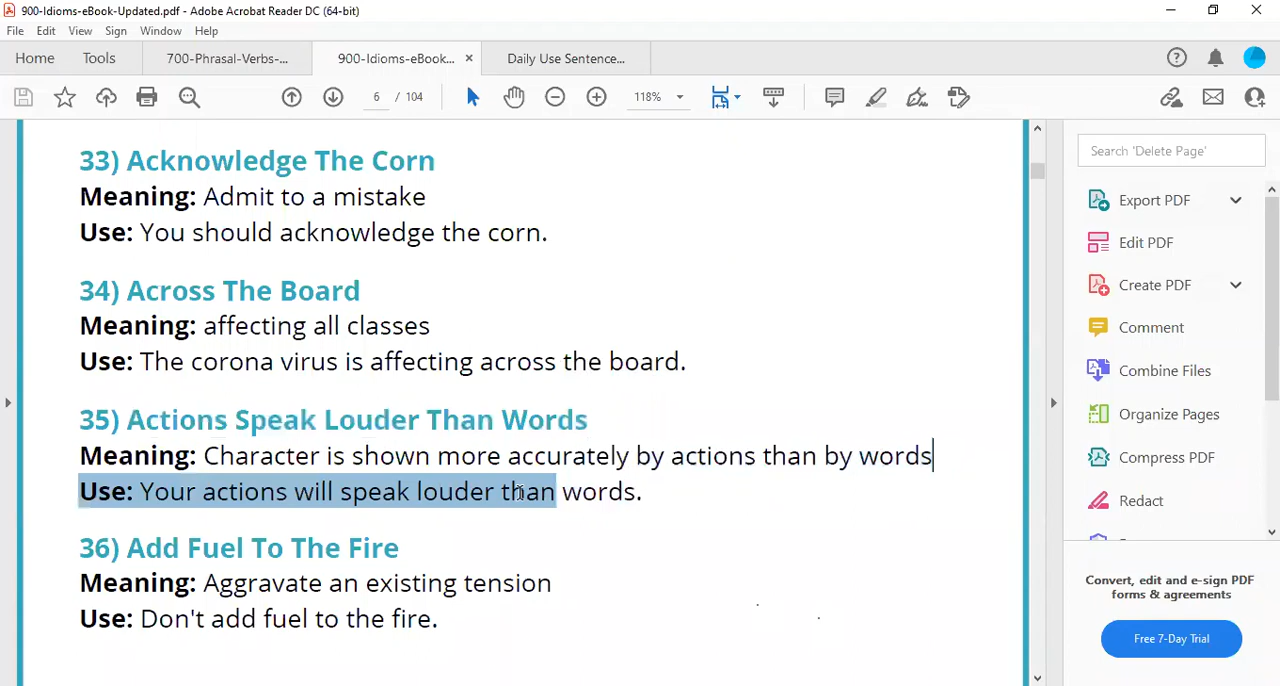 900-Idioms-eBook-Updated.pdf - Adobe Acrobat Reader DC (64-bit)
File Edit View Sign Window Help
Home Tools 700-Phrasal-Verbs-... 900-Idioms-eBook... × Daily Use Sentence...
6 / 104 118%
33) Acknowledge The Corn
Meaning: Admit to a mistake
Use: You should acknowledge the corn.
34) Across The Board
Meaning: affecting all classes
Use: The corona virus is affecting across the board.
35) Actions Speak Louder Than Words
Meaning: Character is shown more accurately by actions than by words
Use: Your actions will speak louder than words.
36) Add Fuel To The Fire
Meaning: Aggravate an existing tension
Use: Don't add fuel to the fire.
Search 'Delete Page'
Export PDF
Edit PDF
Create PDF
Comment
Combine Files
Organize Pages
Compress PDF
Redact
Convert, edit and e-sign PDF
forms & agreements
Free 7-Day Trial